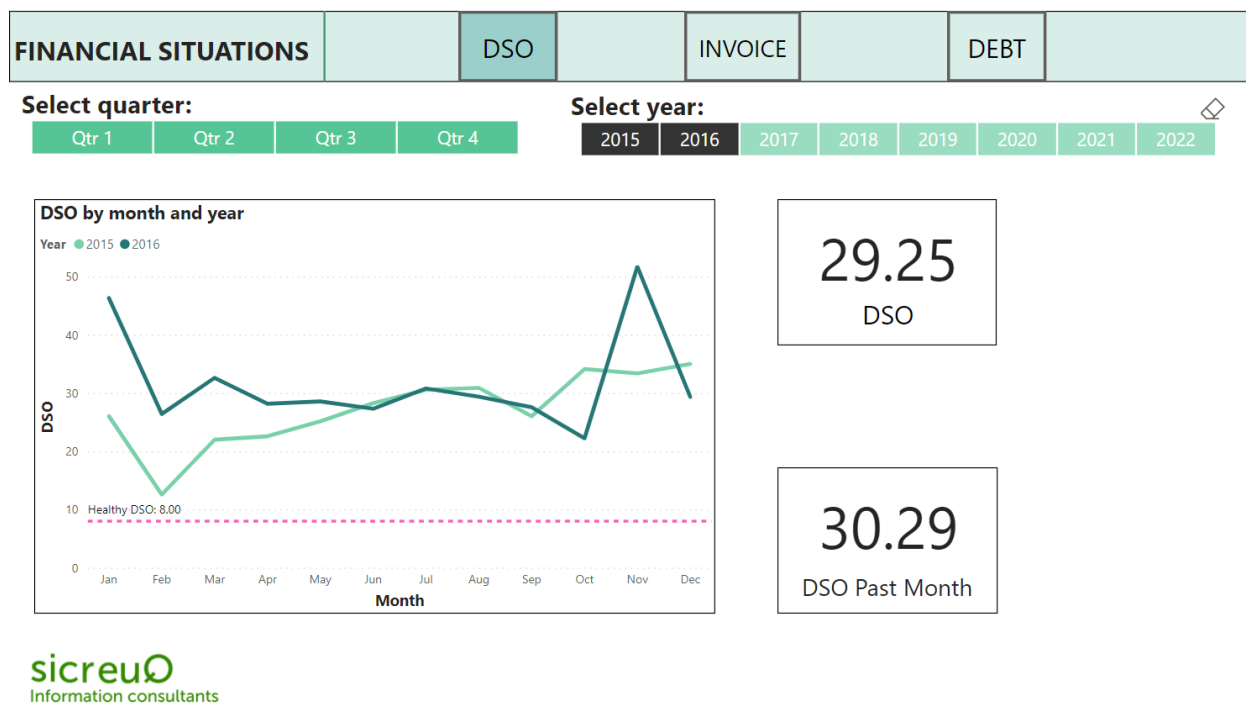 FINANCIAL SITUATIONS DSO INVOICE DEBT
Select quarter: Select year:
Qtr 1 Qtr 2 Qtr 3 Qtr 4 2015 2016 2017 2018 2019 2020 2021 2022
DSO by month and year
Year 2015 2016
50
40
30
20
10
0
DSO
Healthy DSO: 8.00
Jan Feb Mar Apr May Jun Jul Aug Sep Oct Nov Dec
Month
29.25
DSO
30.29
DSO Past Month
sicreuO
Information consultants